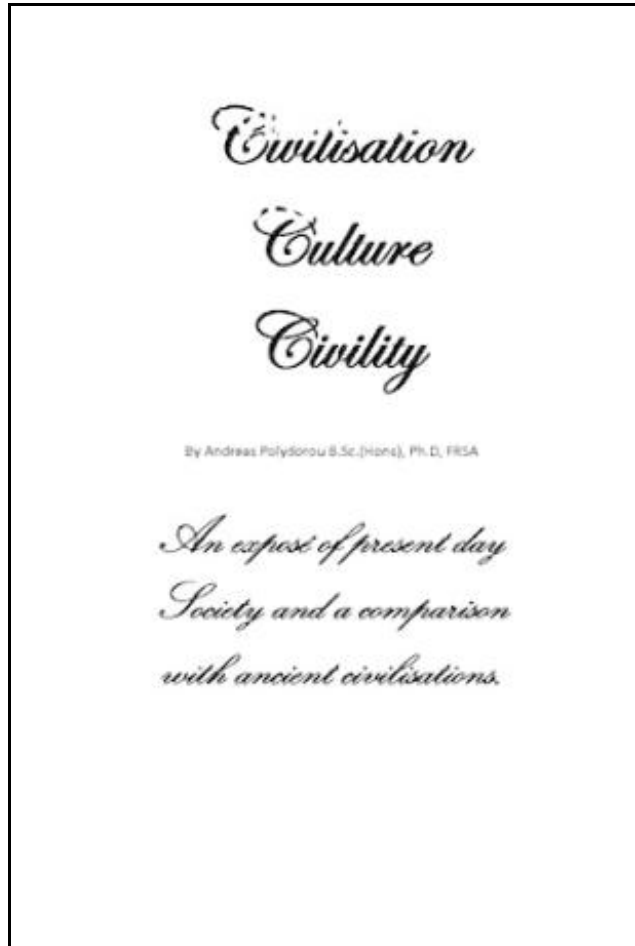 Civilisation
Culture
Civility
By Andreas Polydorou B.Sc.(Hons), Ph.D, FRSA
An exposé of present day
Society and a comparison
with ancient civilisations.